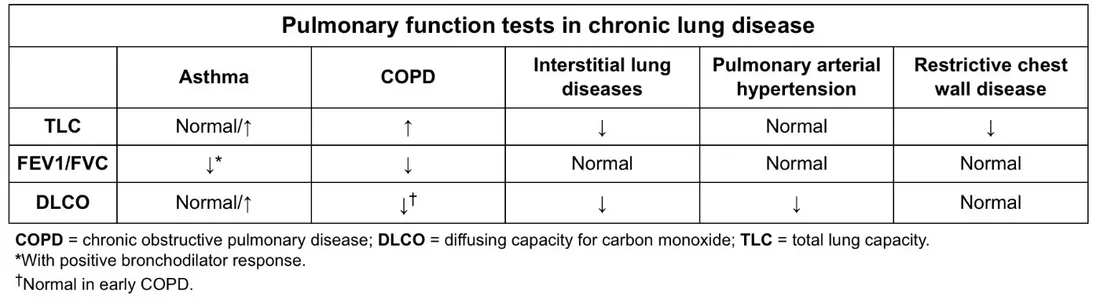 Pulmonary function tests in chronic lung disease
Asthma COPD Interstitial lung diseases Pulmonary arterial hypertension Restrictive chest wall disease
TLC Normal/↑ ↑ ↓ Normal ↓
FEV1/FVC ↓* ↓ Normal Normal Normal
DLCO Normal/↑ ↓† ↓ ↓ Normal
COPD = chronic obstructive pulmonary disease; DLCO = diffusing capacity for carbon monoxide; TLC = total lung capacity.
*With positive bronchodilator response.
†Normal in early COPD.